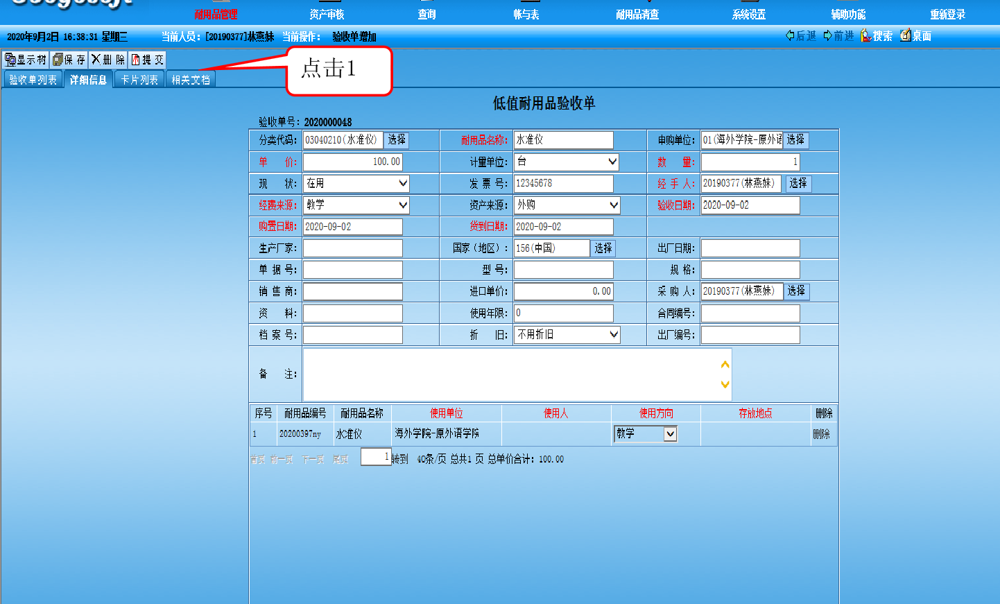 耐用品管理 资产审核 查询 帐与表 耐用品清查 系统设置 辅助功能 重新登录
2020年9月2日 16:38:31 星期三 当前人员：[20190377]林燕妹 当前操作： 验收单增加 后退 前进 搜索 桌面
显示树 保 存 删 除 提 交
点击1
验收单列表 详细信息 卡片列表 相关文档
低值耐用品验收单
验收单号：2020000048
分类代码：03040210(水准仪) 选择 耐用品名称：水准仪 申购单位：01(海外学院-原外语 选择
单 价：100.00 计量单位：台 数 量：1
现 状：在用 发 票 号：12345678 经 手 人：20190377(林燕妹) 选择
经费来源：教学 资产来源：外购 验收日期：2020-09-02
购置日期：2020-09-02 货到日期：2020-09-02
生产厂家： 国家（地区）：156(中国) 选择 出厂日期：
单 据 号： 型 号： 规 格：
销 售 商： 进口单价：0.00 采 购 人：20190377(林燕妹) 选择
资 料： 使用年限：0 合同编号：
档 案 号： 折 旧：不用折旧 出厂编号：
备 注：
序号 耐用品编号 耐用品名称 使用单位 使用人 使用方向 存放地点 删除
1 20200397ny 水准仪 海外学院-原外语学院 教学 删除
首页 前一页 下一页 尾页 1 转到 40条/页 总共1 页 总单价合计：100.00